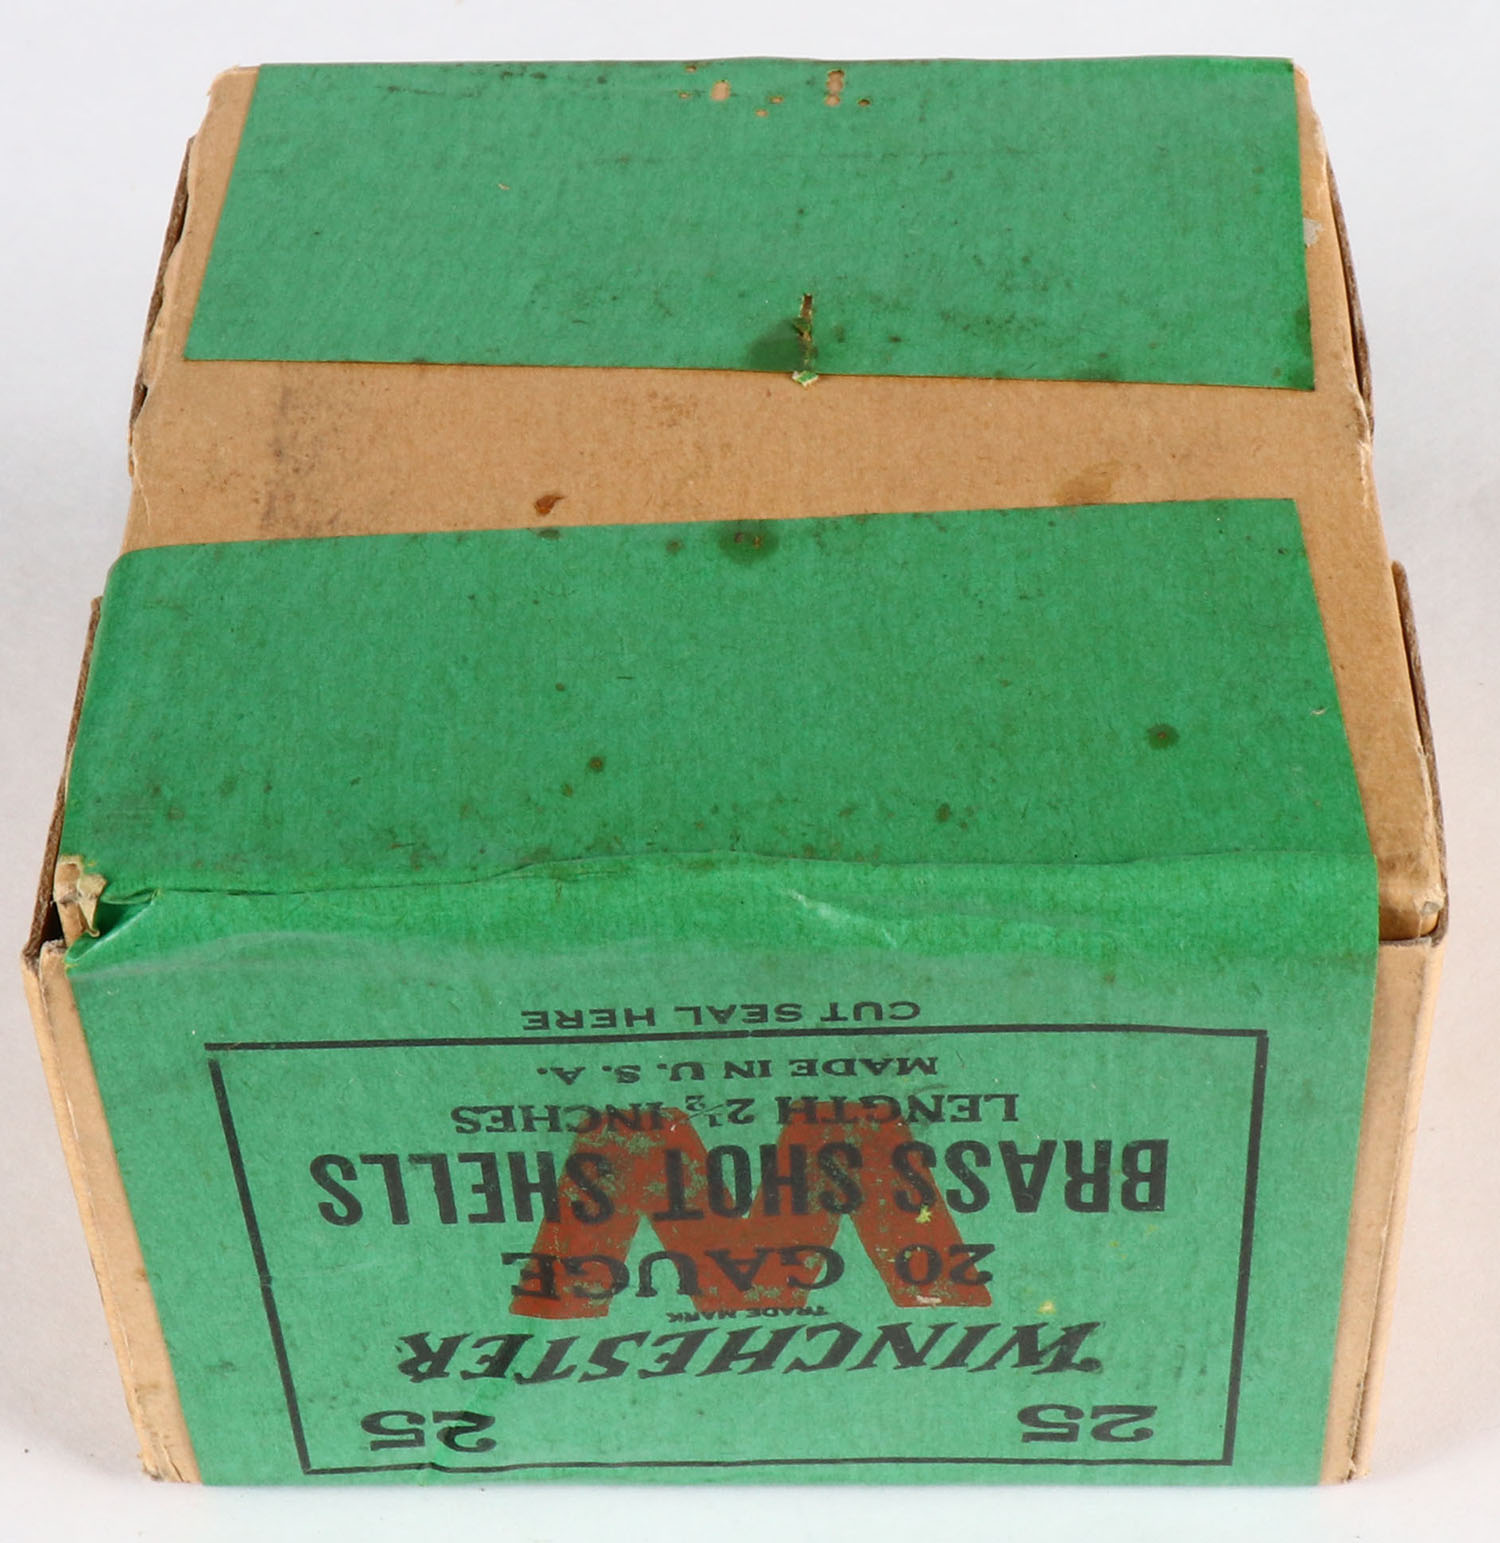 25 25
WINCHESTER
TRADE MARK
20 GAUGE
W
BRASS SHOT SHELLS
LENGTH 2½ INCHES
MADE IN U. S. A.
CUT SEAL HERE